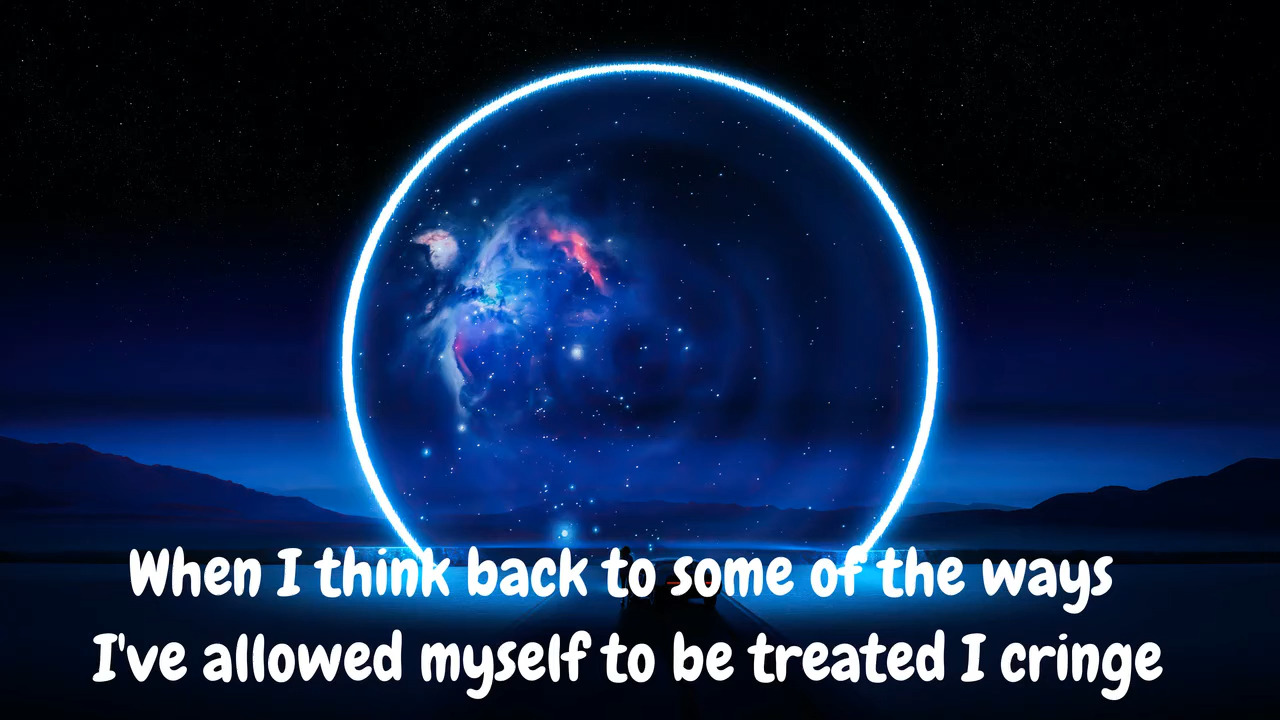 When I think back to some of the ways
I've allowed myself to be treated I cringe